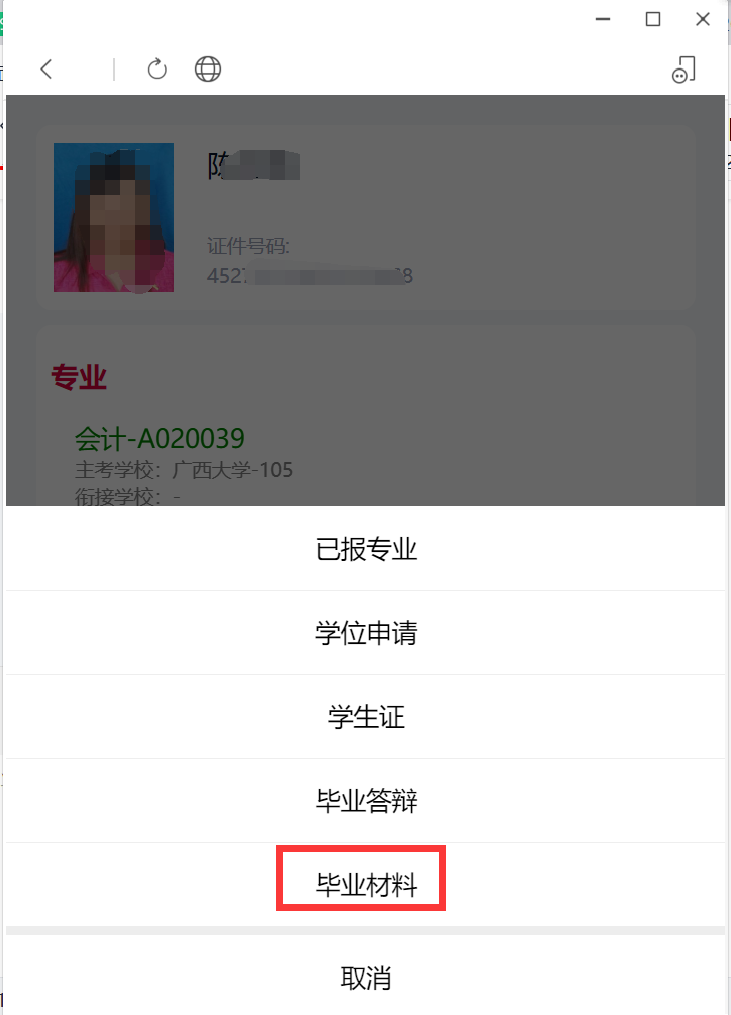 陈
证件号码:
4527 8
专业
会计-A020039
主考学校：广西大学-105
衔接学校：-
已报专业
学位申请
学生证
毕业答辩
毕业材料
取消